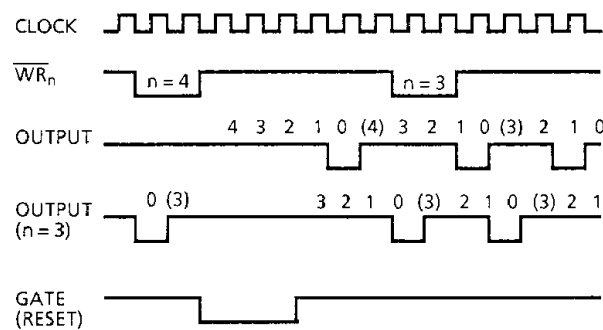 CLOCK
WRn
n = 4
n = 3
4 3 2 1 0 (4) 3 2 1 0 (3) 2 1 0
OUTPUT
0 (3) 3 2 1 0 (3) 2 1 0 (3) 2 1
OUTPUT
(n = 3)
GATE
(RESET)